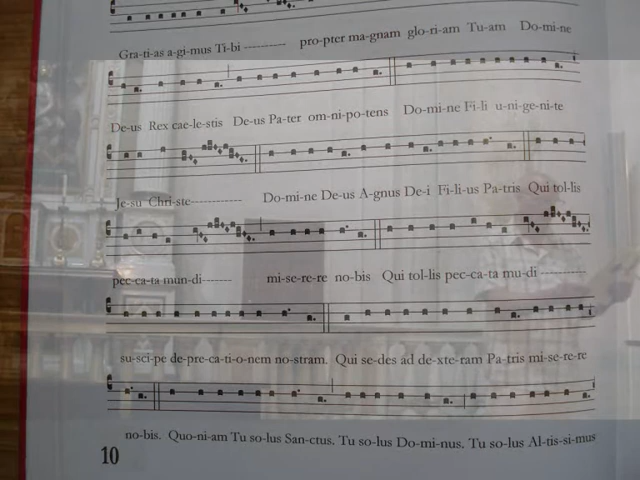 Gra-ti-as a-gi-mus Ti-bi ---------- pro-pter ma-gnam glo-ri-am Tu-am Do-mi-ne
De-us Rex cae-le-stis De-us Pa-ter om-ni-po-tens Do-mi-ne Fi-li u-ni-ge-ni-te
Je-su Chri-ste------------ Do-mi-ne De-us A-gnus De-i Fi-li-us Pa-tris Qui tol-lis
pec-ca-ta mun-di------- mi-se-re-re no-bis Qui tol-lis pec-ca-ta mu-di -----------
su-sci-pe de-pre-ca-ti-o-nem no-stram. Qui se-des ad de-xte-ram Pa-tris mi-se-re-re
no-bis. Quo-ni-am Tu so-lus San-ctus. Tu so-lus Do-mi-nus. Tu so-lus Al-tis-si-mus
10